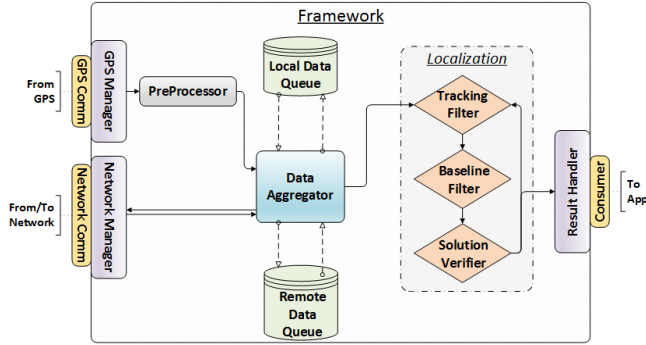 Framework
From
GPS
GPS Comm
GPS Manager
PreProcessor
Local Data
Queue
Localization
Tracking
Filter
From/To
Network
Network Comm
Network Manager
Data
Aggregator
Baseline
Filter
Solution
Verifier
Result Handler
Consumer
To
App
Remote
Data
Queue